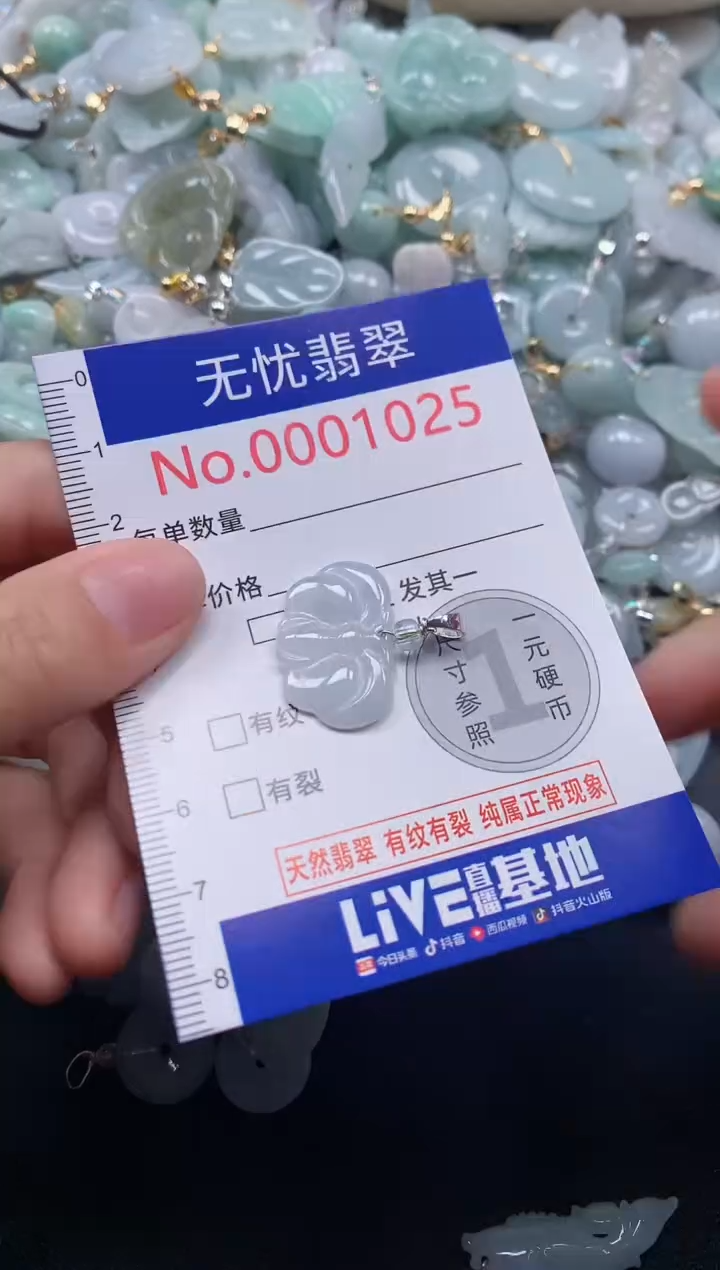 无忧翡翠
No.0001025
0
1
2
每单数量
价格
发其一
一元硬币
1
尺寸参照
5
有纹
6
有裂
天然翡翠 有纹有裂 纯属正常现象
7
LiVE直播基地
今日头条 抖音 西瓜视频 抖音火山版
8